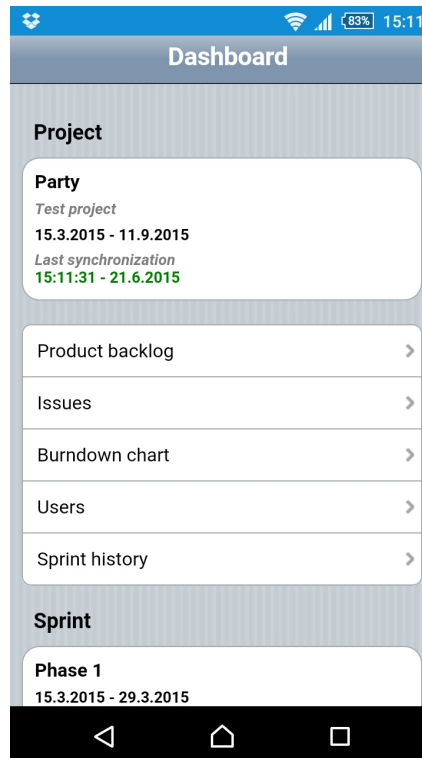 83% 15:11
Dashboard
Project
Party
Test project
15.3.2015 - 11.9.2015
Last synchronization
15:11:31 - 21.6.2015
Product backlog
Issues
Burndown chart
Users
Sprint history
Sprint
Phase 1
15.3.2015 - 29.3.2015